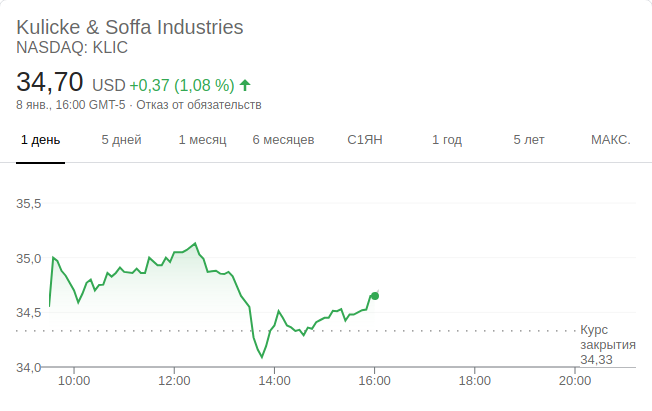 Kulicke & Soffa Industries
NASDAQ: KLIC
34,70 USD +0,37 (1,08 %)
8 янв., 16:00 GMT-5 · Отказ от обязательств
1 день 5 дней 1 месяц 6 месяцев С1ЯН 1 год 5 лет МАКС.
35,5
35,0
34,5
34,0
Курс
закрытия
34,33
10:00 12:00 14:00 16:00 18:00 20:00